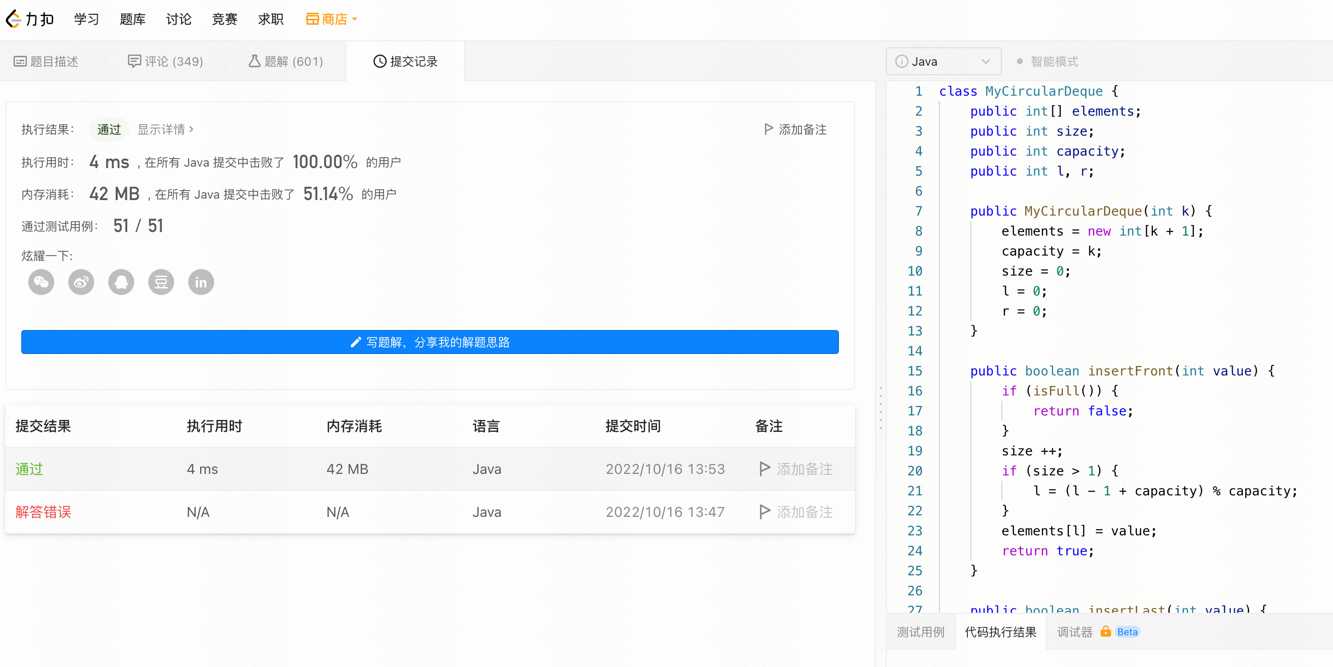 力扣 学习 题库 讨论 竞赛 求职 商店
题目描述 评论 (349) 题解 (601) 提交记录
执行结果： 通过 显示详情 > 添加备注
执行用时： 4 ms , 在所有 Java 提交中击败了 100.00% 的用户
内存消耗： 42 MB , 在所有 Java 提交中击败了 51.14% 的用户
通过测试用例： 51 / 51
炫耀一下:
豆 in
写题解，分享我的解题思路
提交结果 执行用时 内存消耗 语言 提交时间 备注
通过 4 ms 42 MB Java 2022/10/16 13:53 添加备注
解答错误 N/A N/A Java 2022/10/16 13:47 添加备注
Java 智能模式
1 class MyCircularDeque {
2 public int[] elements;
3 public int size;
4 public int capacity;
5 public int l, r;
6
7 public MyCircularDeque(int k) {
8 elements = new int[k + 1];
9 capacity = k;
10 size = 0;
11 l = 0;
12 r = 0;
13 }
14
15 public boolean insertFront(int value) {
16 if (isFull()) {
17 return false;
18 }
19 size ++;
20 if (size > 1) {
21 l = (l - 1 + capacity) % capacity;
22 }
23 elements[l] = value;
24 return true;
25 }
26
27 public boolean insertLast(int value) {
测试用例 代码执行结果 调试器 Beta